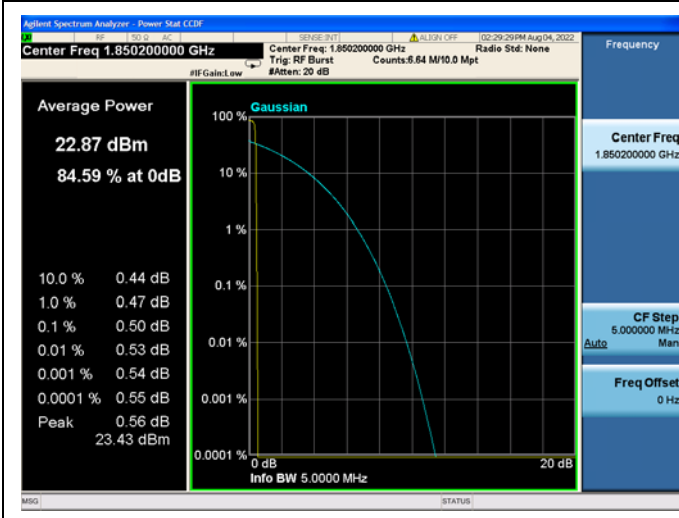 Agilent Spectrum Analyzer - Power Stat CCDF
RF 50 Ω AC SENSE:INT ALIGN OFF 02:29:29 PM Aug 04, 2022
Center Freq 1.850200000 GHz
Center Freq: 1.850200000 GHz Radio Std: None
Trig: RF Burst Counts:6.64 M/10.0 Mpt
#IFGain:Low #Atten: 20 dB
Frequency
Average Power
22.87 dBm
84.59 % at 0dB
10.0 % 0.44 dB
1.0 % 0.47 dB
0.1 % 0.50 dB
0.01 % 0.53 dB
0.001 % 0.54 dB
0.0001 % 0.55 dB
Peak 0.56 dB
23.43 dBm
Gaussian
100 %
10 %
1 %
0.1 %
0.01 %
0.001 %
0.0001 %
0 dB 20 dB
Info BW 5.0000 MHz
Center Freq
1.850200000 GHz
CF Step
5.000000 MHz
Auto Man
Freq Offset
0 Hz
MSG STATUS